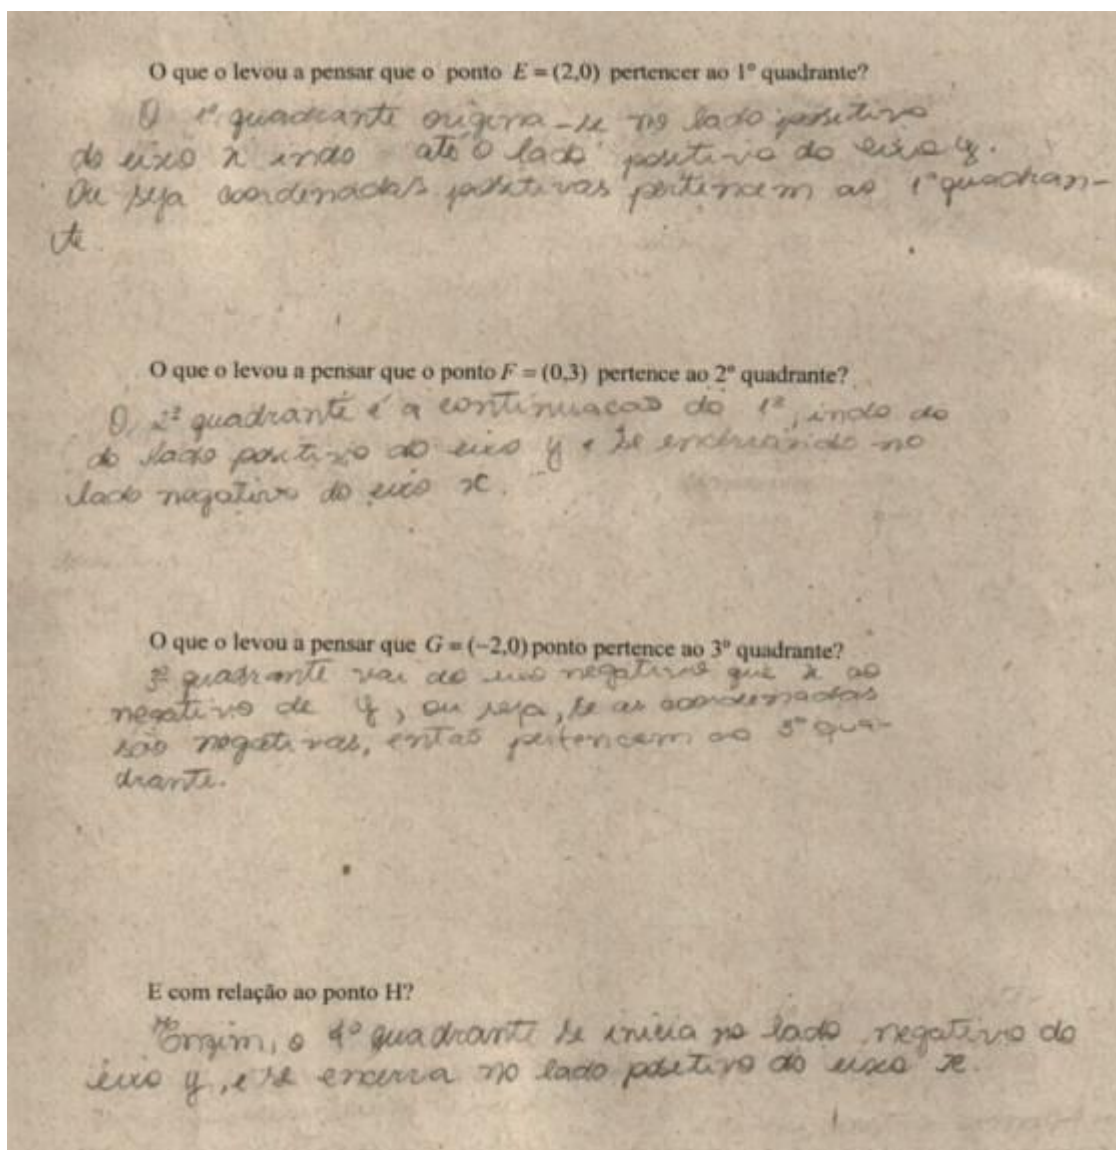 O que o levou a pensar que o ponto E = (2,0) pertencer ao 1º quadrante?
O 1º quadrante origina-se no lado positivo
do eixo x indo até o lado positivo do eixo y.
Ou seja coordenadas positivas pertencem ao 1º quadran-
te.
O que o levou a pensar que o ponto F = (0,3) pertence ao 2º quadrante?
O 2º quadrante é a continuacao do 1º, indo do
do lado positivo do eixo y e se encerrando no
lado negativo do eixo x.
O que o levou a pensar que G = (−2,0) ponto pertence ao 3º quadrante?
3º quadrante vai do eixo negativo que x ao
negativo de y, ou seja, se as coordenadas
são negativas, então pertencem ao 3º qua-
drante.
E com relação ao ponto H?
o 4º quadrante se inicia no lado negativo do
eixo y, e se encerra no lado positivo do eixo x.